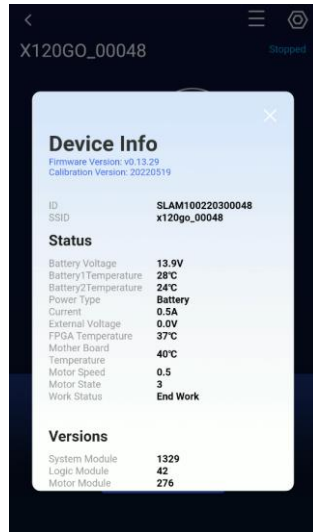 X120GO_00048
Stopped
Device Info
Firmware Version: v0.13.
29
Calibration Version: 20220519
ID SLAM100220300048
SSID x120go_00048
Status
Battery Voltage 13.9V
Battery1Temperature 28℃
Battery2Temperature 24℃
Power Type Battery
Current 0.5A
External Voltage 0.0V
FPGA Temperature 37℃
Mother Board
Temperature 40℃
Motor Speed 0.5
Motor State 3
Work Status End Work
Versions
System Module 1329
Logic Module 42
Motor Module 276